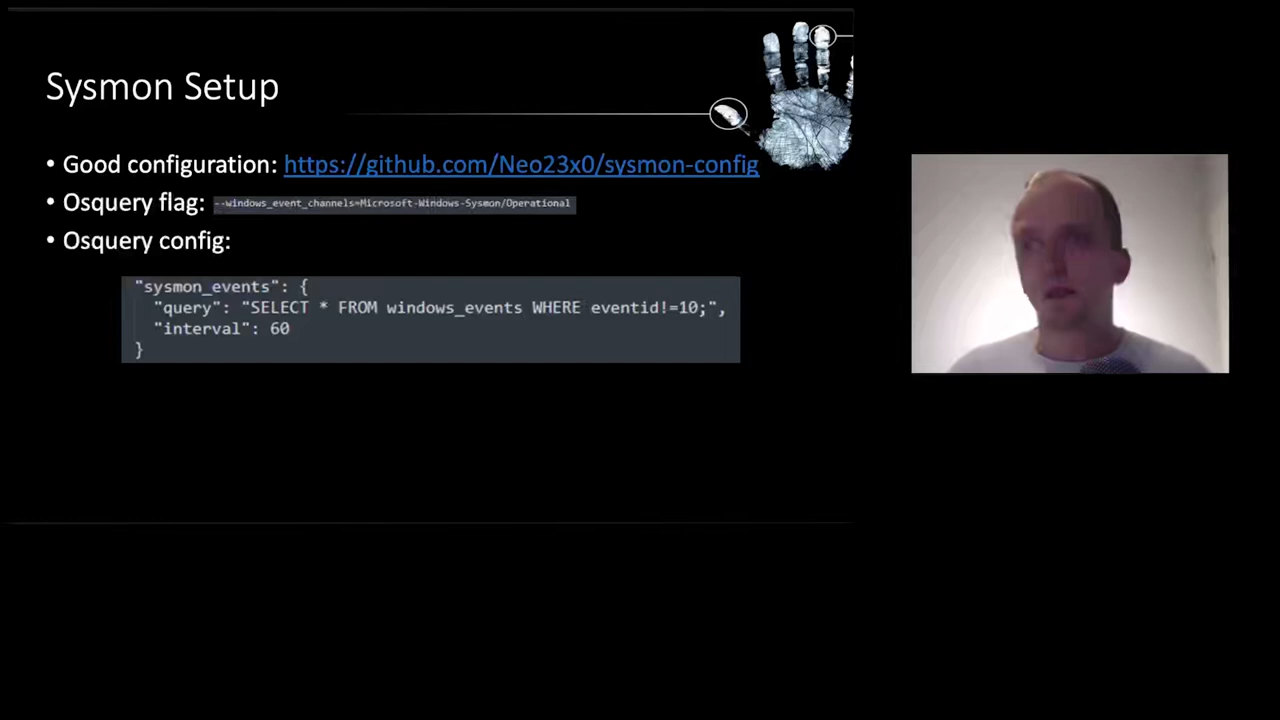 Sysmon Setup
• Good configuration: https://github.com/Neo23x0/sysmon-config
• Osquery flag: --windows_event_channels=Microsoft-Windows-Sysmon/Operational
• Osquery config:
"sysmon_events": {
"query": "SELECT * FROM windows_events WHERE eventid!=10;",
"interval": 60
}